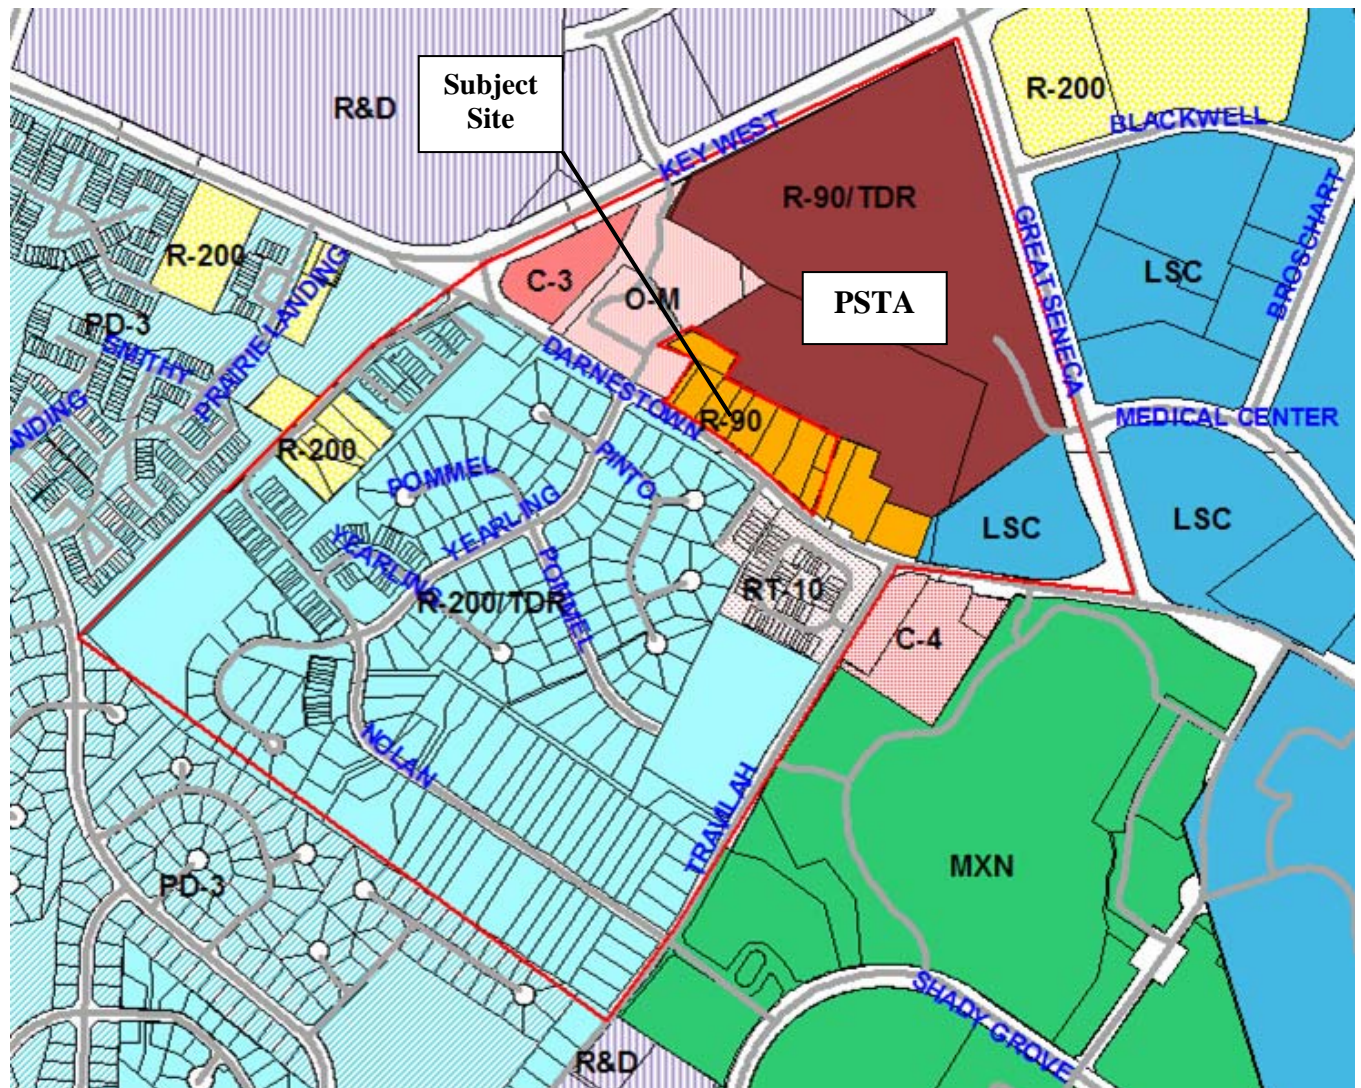 Subject
Site
R&D
R-200
BLACKWELL
KEY WEST
R-90/TDR
BROSCHART
GREAT SENECA
R-200
PRAIRIE LANDING
C-3
O-M
LSC
PSTA
PD-3
SMITHY
DARNESTOWN
R-90
MEDICAL CENTER
ANDING
R-200
POMMEL
PINTO
YEARLING
LSC
LSC
YEARLING
POMMEL
R-200/TDR
RT-10
C-4
NOLAN
TRAVILAH
PD-3
MXN
SHADY GROVE
R&D